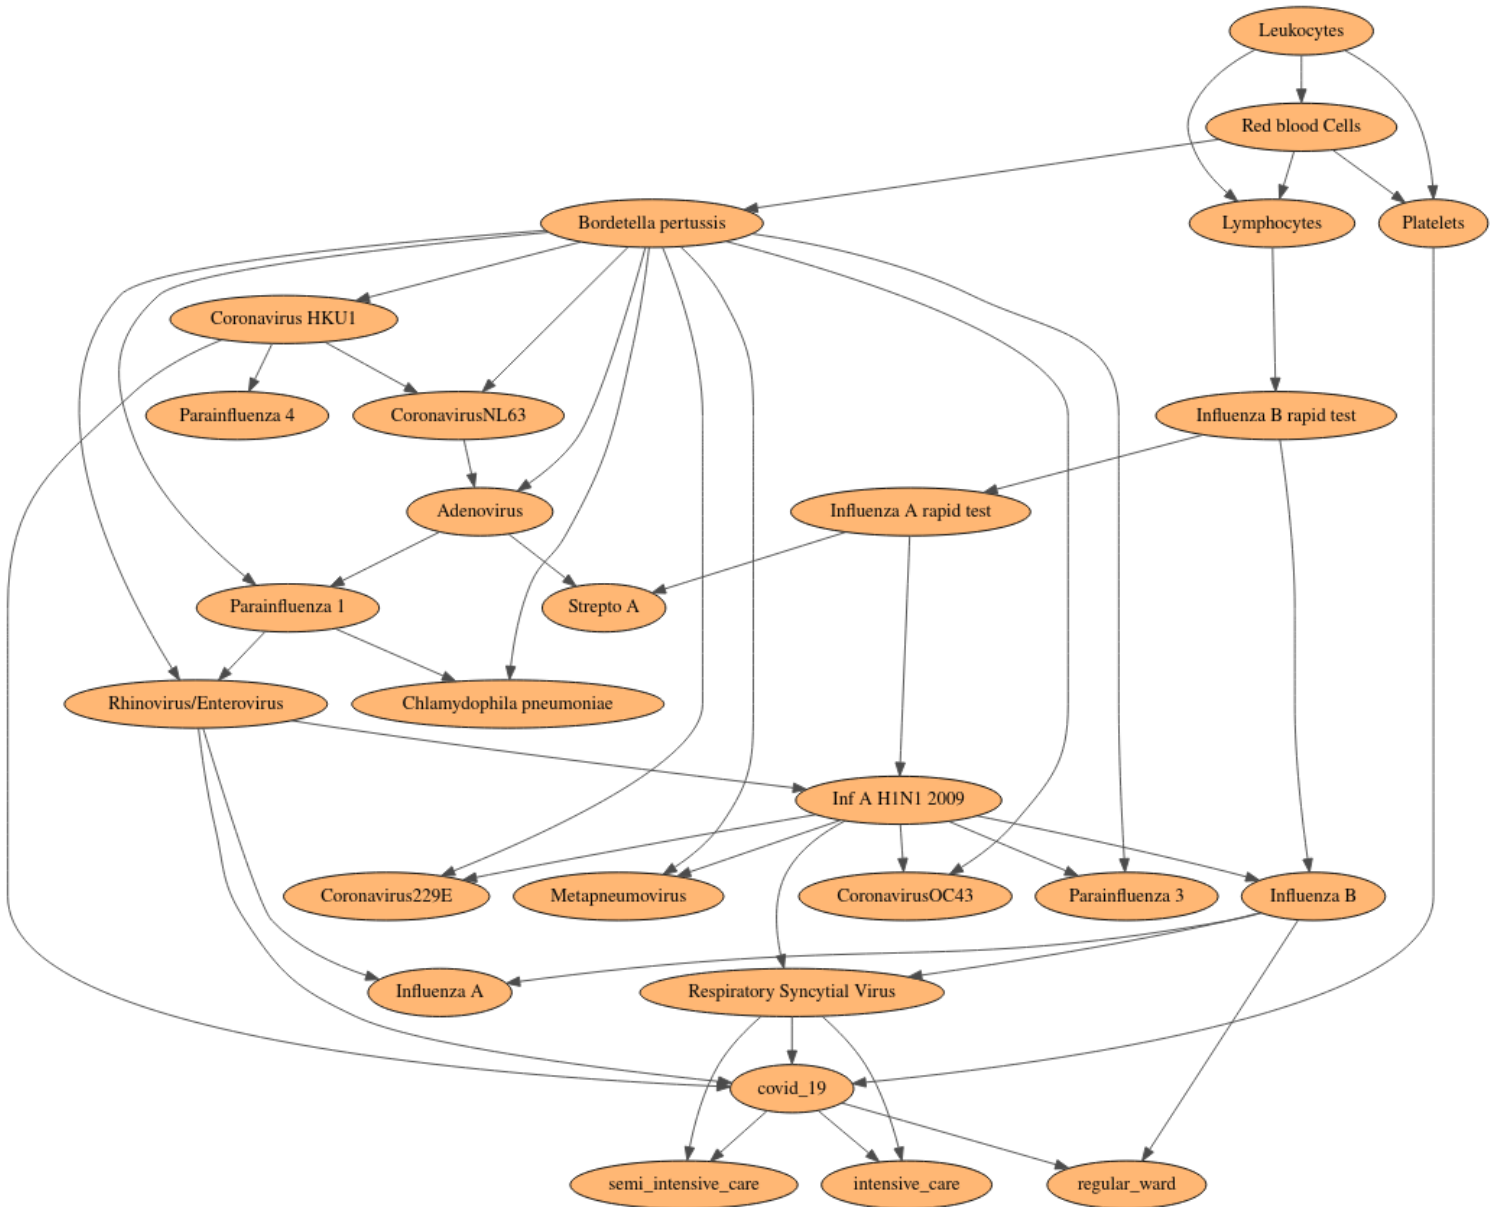 Leukocytes
Red blood Cells
Bordetella pertussis
Lymphocytes
Platelets
Coronavirus HKU1
Parainfluenza 4
CoronavirusNL63
Influenza B rapid test
Adenovirus
Influenza A rapid test
Parainfluenza 1
Strepto A
Rhinovirus/Enterovirus
Chlamydophila pneumoniae
Inf A H1N1 2009
Coronavirus229E
Metapneumovirus
CoronavirusOC43
Parainfluenza 3
Influenza B
Influenza A
Respiratory Syncytial Virus
covid_19
semi_intensive_care
intensive_care
regular_ward